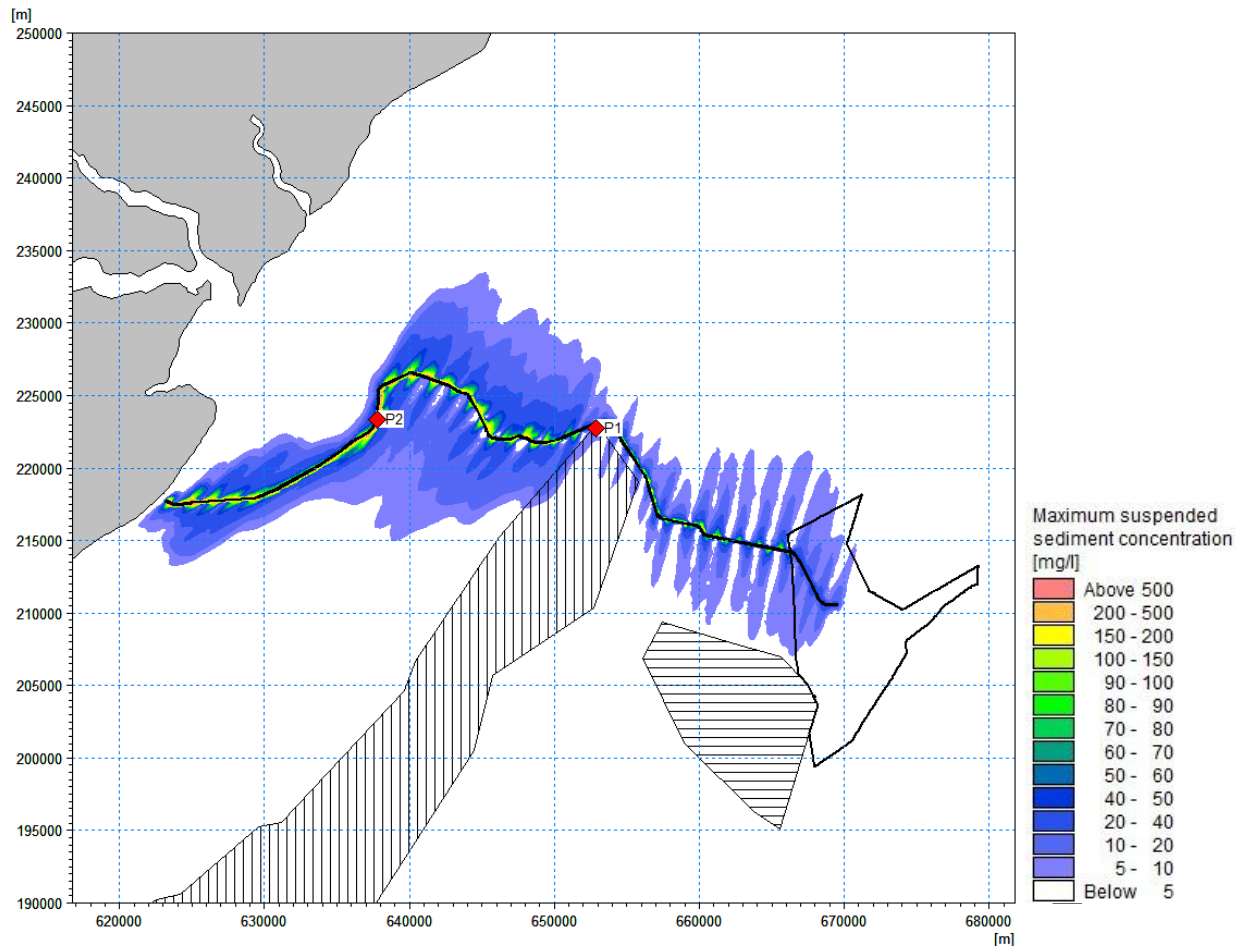 [m]
250000
245000
240000
235000
230000
225000
220000
215000
210000
205000
200000
195000
190000
P2
P1
620000
630000
640000
650000
660000
670000
680000
[m]
Maximum suspended
sediment concentration
[mg/l]
Above 500
200 - 500
150 - 200
100 - 150
90 - 100
80 - 90
70 - 80
60 - 70
50 - 60
40 - 50
20 - 40
10 - 20
5 - 10
Below 5